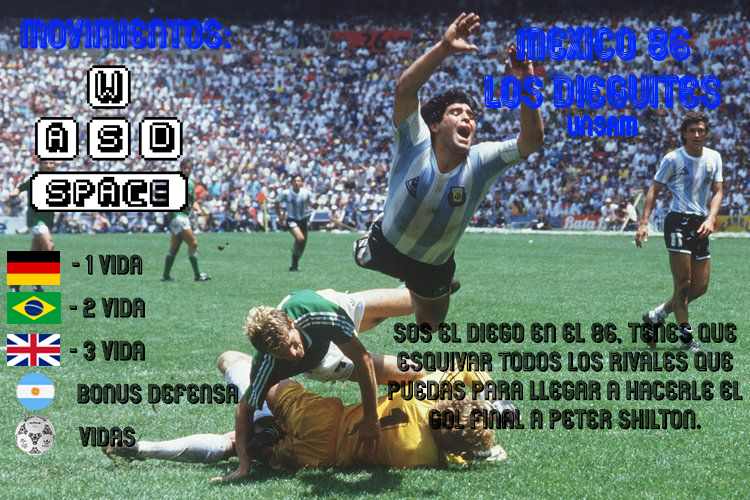 MOVIMIENTOS:
W
A S D
SPACE
MEXICO 86
LOS DIEGUITES
UNSAM
- 1 VIDA
- 2 VIDA
- 3 VIDA
BONUS DEFENSA
VIDAS
SOS EL DIEGO EN EL 86, TENES QUE
ESQUIVAR TODOS LOS RIVALES QUE
PUEDAS PARA LLEGAR A HACERLE EL
GOL FINAL A PETER SHILTON.